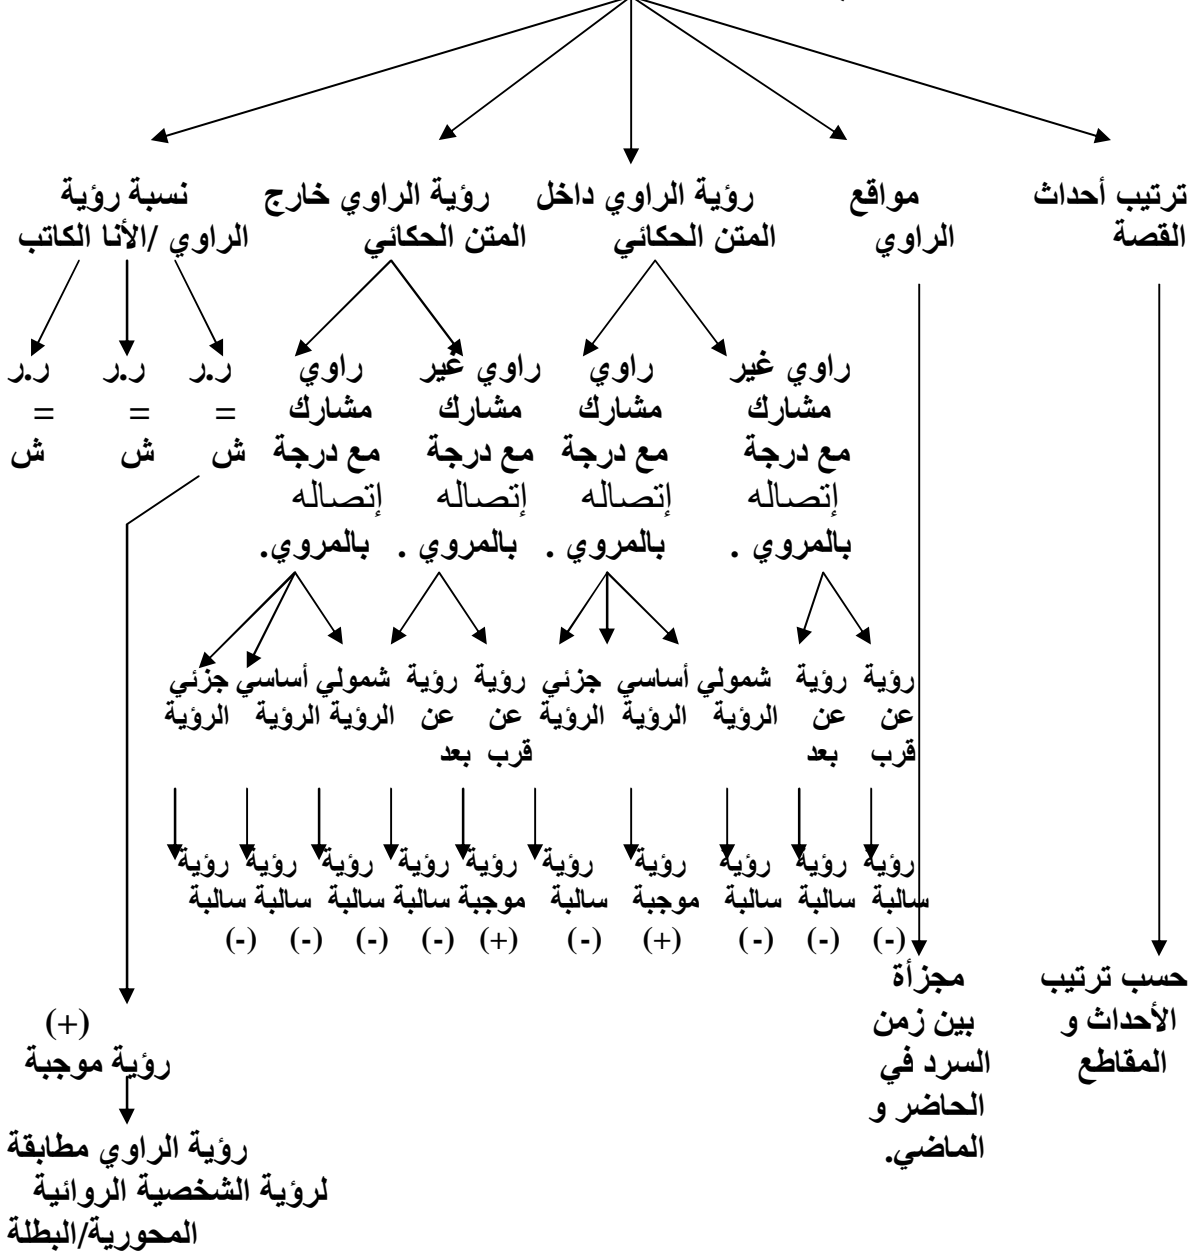 ترتيب أحداث
القصة
مواقع
الراوي
رؤية الراوي داخل
المتن الحكائي
رؤية الراوي خارج
المتن الحكائي
نسبة رؤية
الراوي /الأنا الكاتب
راوي غير
مشارك
مع درجة
إتصاله
بالمروي .
راوي
مشارك
مع درجة
إتصاله
بالمروي .
راوي غير
مشارك
مع درجة
إتصاله
بالمروي .
راوي
مشارك
مع درجة
إتصاله
بالمروي.
ر.ر
=
ش
ر.ر
=
ش
ر.ر
=
ش
رؤية
عن
قرب
رؤية
عن
بعد
شمولي
الرؤية
أساسي
الرؤية
جزئي
الرؤية
رؤية
عن
قرب
رؤية
عن
بعد
شمولي
الرؤية
أساسي
الرؤية
جزئي
الرؤية
رؤية
سالبة
(-)
رؤية
سالبة
(-)
رؤية
سالبة
(-)
رؤية
موجبة
(+)
رؤية
سالبة
(-)
رؤية
موجبة
(+)
رؤية
سالبة
(-)
رؤية
سالبة
(-)
رؤية
سالبة
(-)
رؤية
سالبة
(-)
حسب ترتيب
الأحداث و
المقاطع
مجزأة
بين زمن
السرد في
الحاضر و
الماضي.
(+)
رؤية موجبة
رؤية الراوي مطابقة
لرؤية الشخصية الروائية
المحورية/البطلة